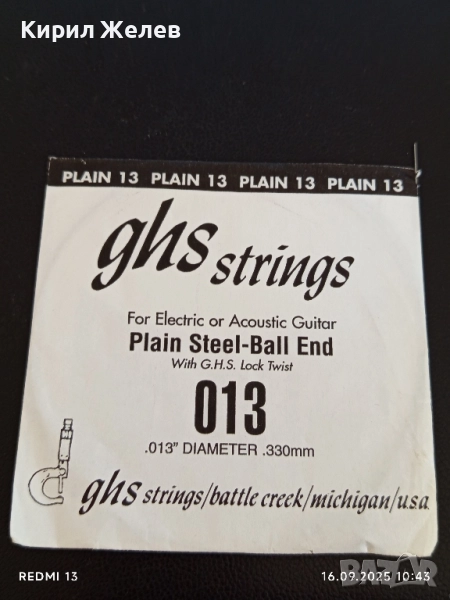 Кирил Желев
PLAIN 13 PLAIN 13 PLAIN 13 PLAIN 13
ghs strings
For Electric or Acoustic Guitar
Plain Steel-Ball End
With G.H.S. Lock Twist
013
.013" DIAMETER .330mm
ghs strings/battle creek/michigan/u.s.a.
BAZAR
REDMI 13
16.09.2025 10:43